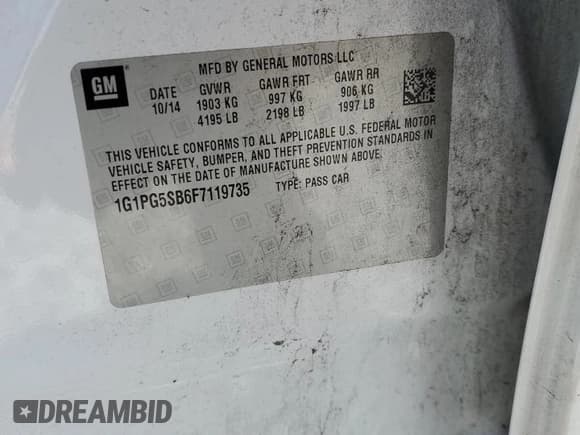 GM
MFD BY GENERAL MOTORS LLC
DATE GVWR GAWR FRT GAWR RR
10/14 1903 KG 997 KG 906 KG
4195 LB 2198 LB 1997 LB
THIS VEHICLE CONFORMS TO ALL APPLICABLE U.S. FEDERAL MOTOR
VEHICLE SAFETY, BUMPER, AND THEFT PREVENTION STANDARDS IN
EFFECT ON THE DATE OF MANUFACTURE SHOWN ABOVE.
1G1PG5SB6F7119735 TYPE: PASS CAR
DREAMBID